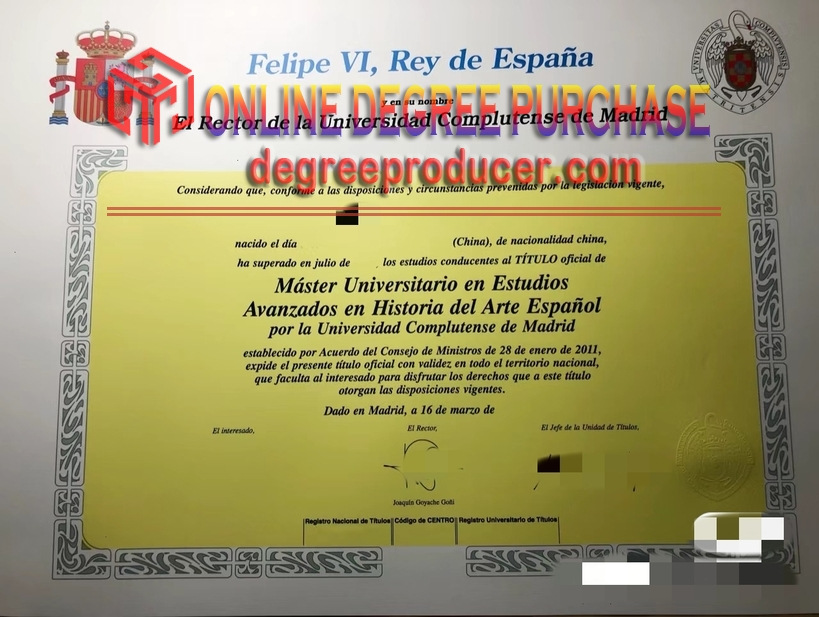 Felipe VI, Rey de España
y en su nombre
ONLINE DEGREE PURCHASE
El Rector de la Universidad Complutense de Madrid
degreeproducer.com
Considerando que, conforme a las disposiciones y circunstancias prevenidas por la legislación vigente,
nacido el día (China), de nacionalidad china,
ha superado en julio de , los estudios conducentes al TÍTULO oficial de
Máster Universitario en Estudios
Avanzados en Historia del Arte Español
por la Universidad Complutense de Madrid
establecido por Acuerdo del Consejo de Ministros de 28 de enero de 2011,
expide el presente título oficial con validez en todo el territorio nacional,
que faculta al interesado para disfrutar los derechos que a este título
otorgan las disposiciones vigentes.
Dado en Madrid, a 16 de marzo de
El interesado, El Rector, El Jefe de la Unidad de Títulos,
Joaquín Goyache Goñi
Registro Nacional de Títulos Código de CENTRO Registro Universitario de Títulos